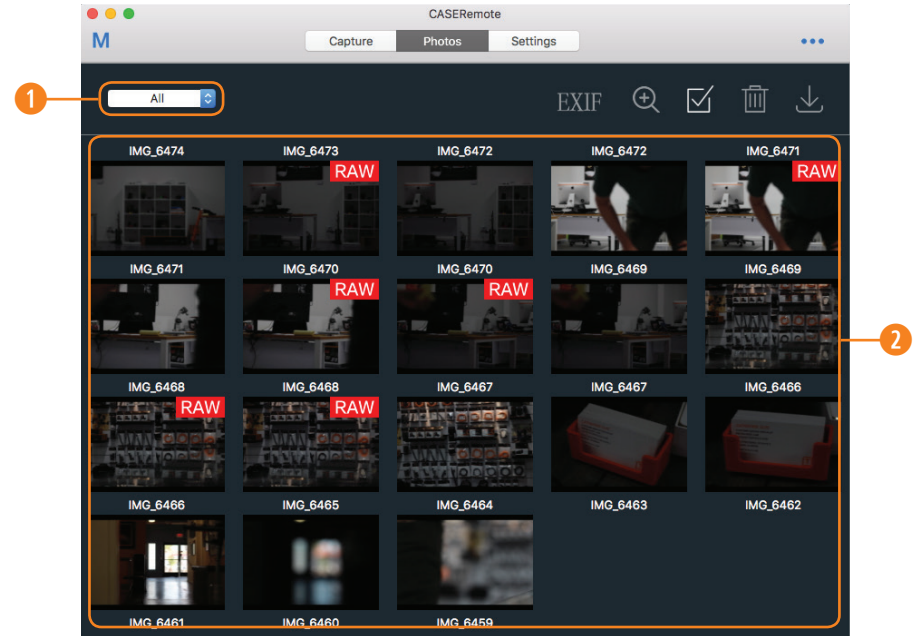 CASERemote
M Capture Photos Settings
1 All EXIF
IMG_6474 IMG_6473 IMG_6472 IMG_6472 IMG_6471
RAW RAW
IMG_6471 IMG_6470 IMG_6470 IMG_6469 IMG_6469
RAW RAW
2
IMG_6468 IMG_6468 IMG_6467 IMG_6467 IMG_6466
RAW RAW
IMG_6466 IMG_6465 IMG_6464 IMG_6463 IMG_6462
IMG_6461 IMG_6460 IMG_6459